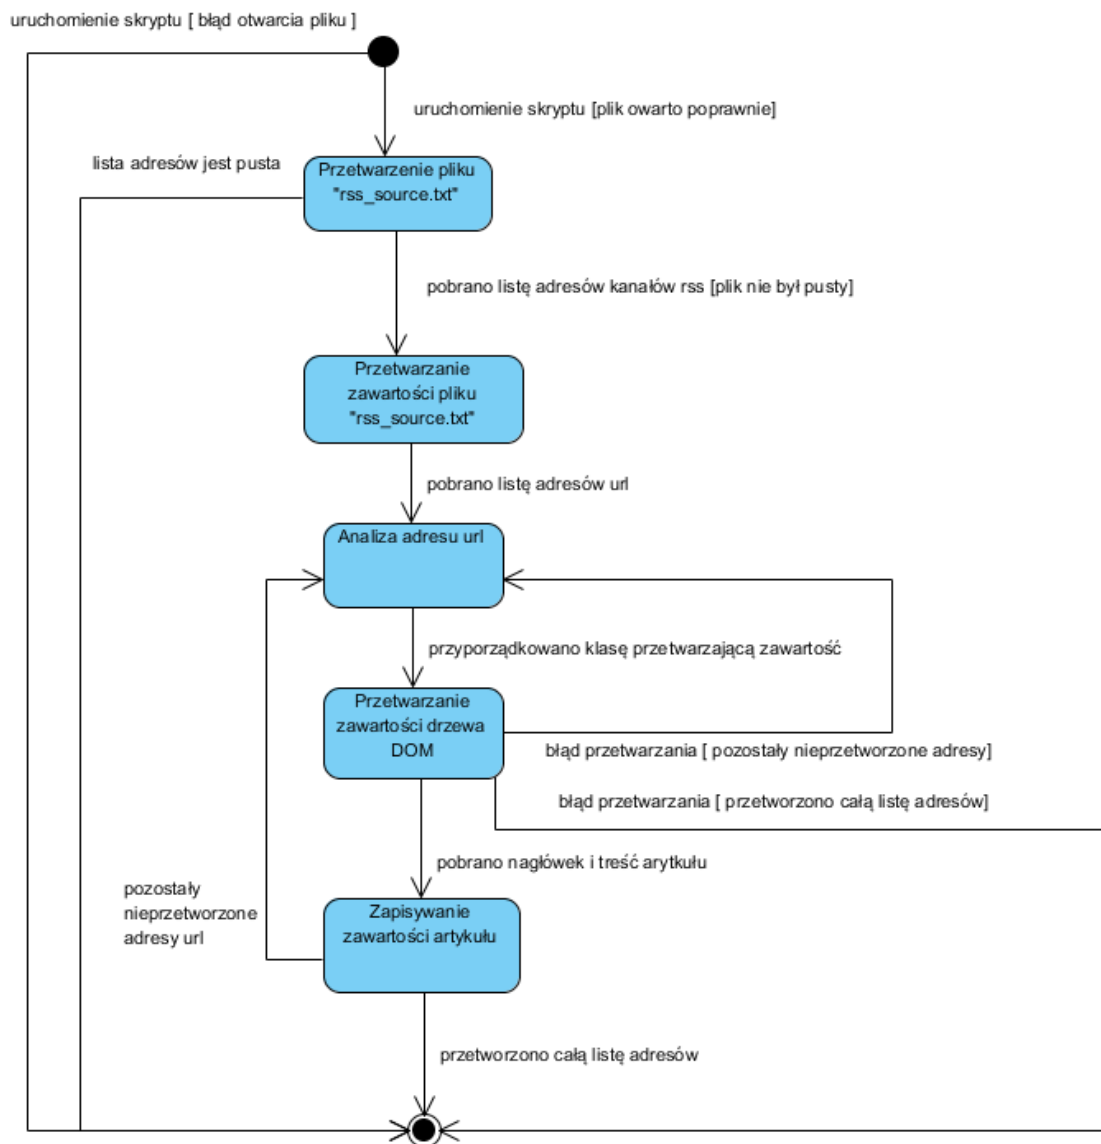 uruchomienie skryptu [ błąd otwarcia pliku ]
uruchomienie skryptu [plik owarto poprawnie]
lista adresów jest pusta
Przetwarzenie pliku
"rss_source.txt"
pobrano listę adresów kanałów rss [plik nie był pusty]
Przetwarzanie
zawartości pliku
"rss_source.txt"
pobrano listę adresów url
Analiza adresu url
przyporządkowano klasę przetwarzającą zawartość
Przetwarzanie
zawartości drzewa
DOM
błąd przetwarzania [ pozostały nieprzetworzone adresy]
błąd przetwarzania [ przetworzono całą listę adresów]
pobrano nagłówek i treść arytkułu
pozostały
nieprzetworzone
adresy url
Zapisywanie
zawartości artykułu
przetworzono całą listę adresów